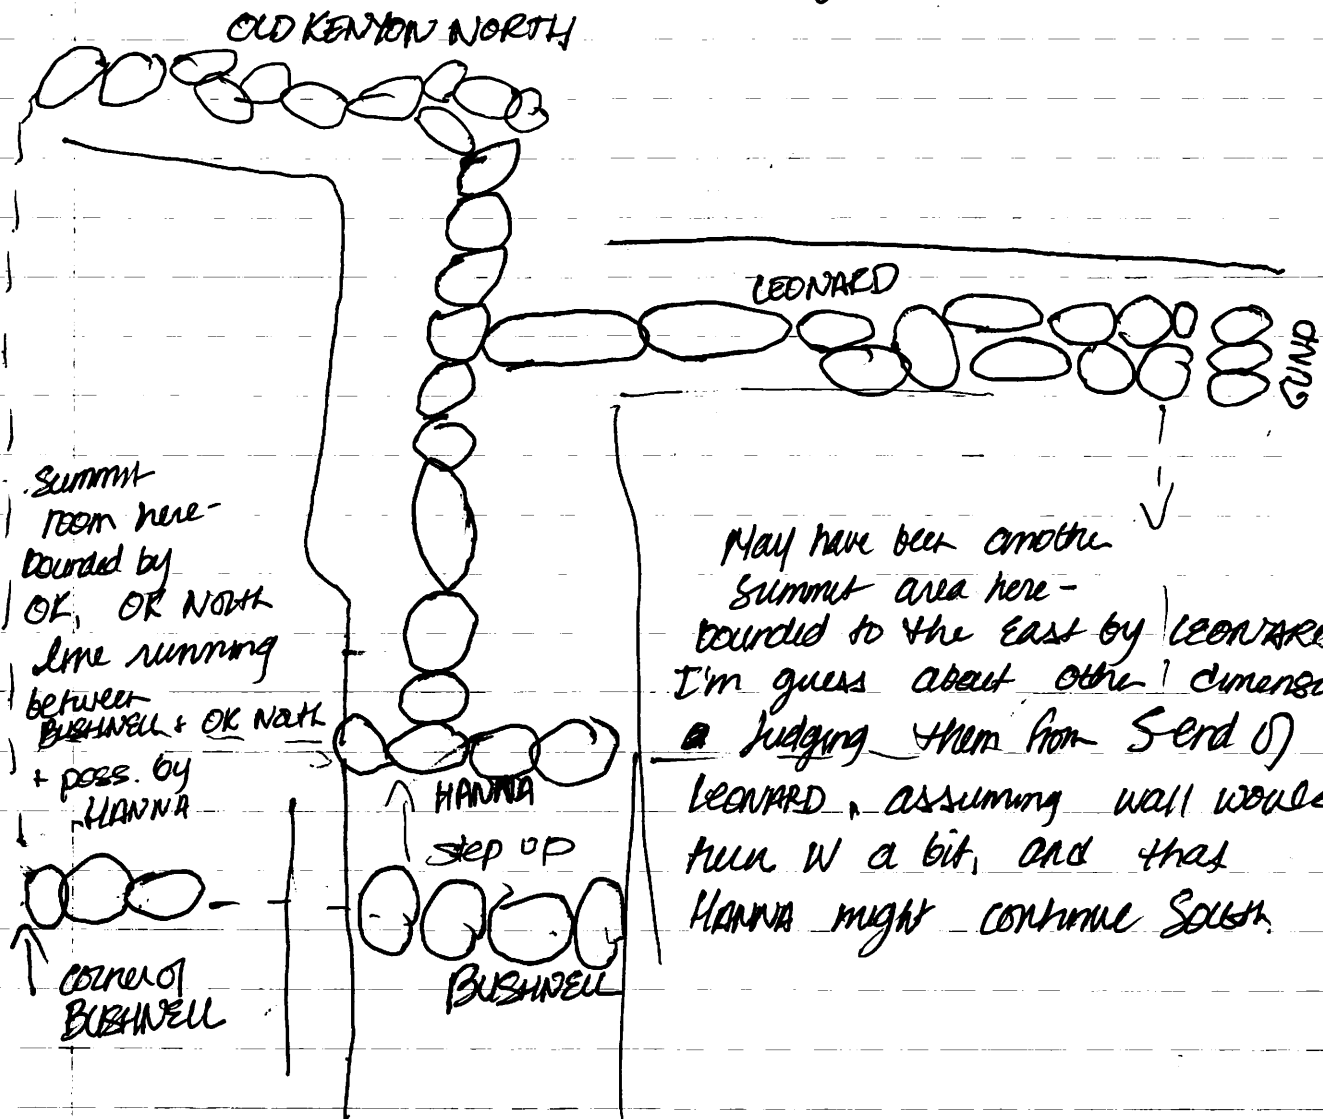 OLD KENYON NORTH
LEONARD
GUNO
Summit
room here-
bounded by
OK, OK North
line running
between
BUSHNELL + OK North
+ poss. by
HANNA
HANNA
step up
corner of
BUSHNELL
BUSHNELL
May have been another
summit area here-
bounded to the East by LEONARD
I'm guess about other dimensio
Judging them from S end of
LEONARD, assuming wall would
turn W a bit, and that
HANNA might continue South.